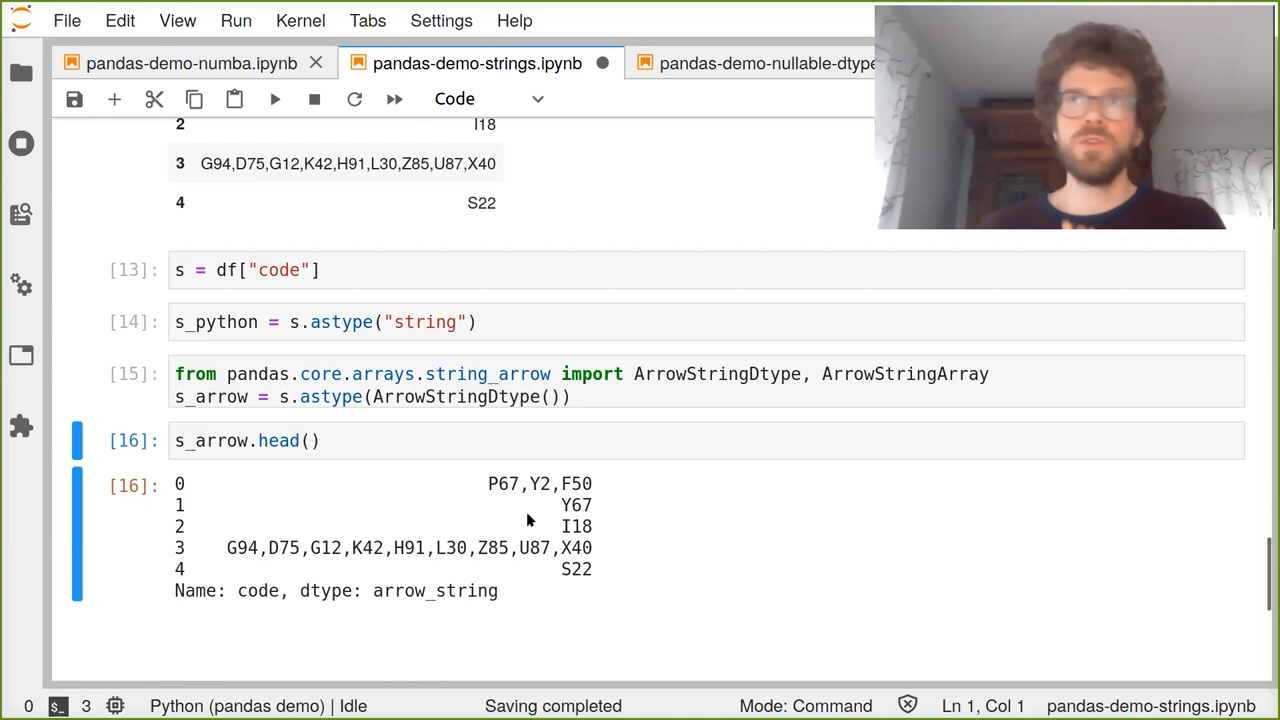 File Edit View Run Kernel Tabs Settings Help
pandas-demo-numba.ipynb pandas-demo-strings.ipynb pandas-demo-nullable-dtype
Code
2 I18
3 G94,D75,G12,K42,H91,L30,Z85,U87,X40
4 S22
[13]: s = df["code"]
[14]: s_python = s.astype("string")
[15]: from pandas.core.arrays.string_arrow import ArrowStringDtype, ArrowStringArray
s_arrow = s.astype(ArrowStringDtype())
[16]: s_arrow.head()
[16]: 0 P67,Y2,F50
1 Y67
2 I18
3 G94,D75,G12,K42,H91,L30,Z85,U87,X40
4 S22
Name: code, dtype: arrow_string
0 $_ 3 Python (pandas demo) | Idle Saving completed Mode: Command Ln 1, Col 1 pandas-demo-strings.ipynb